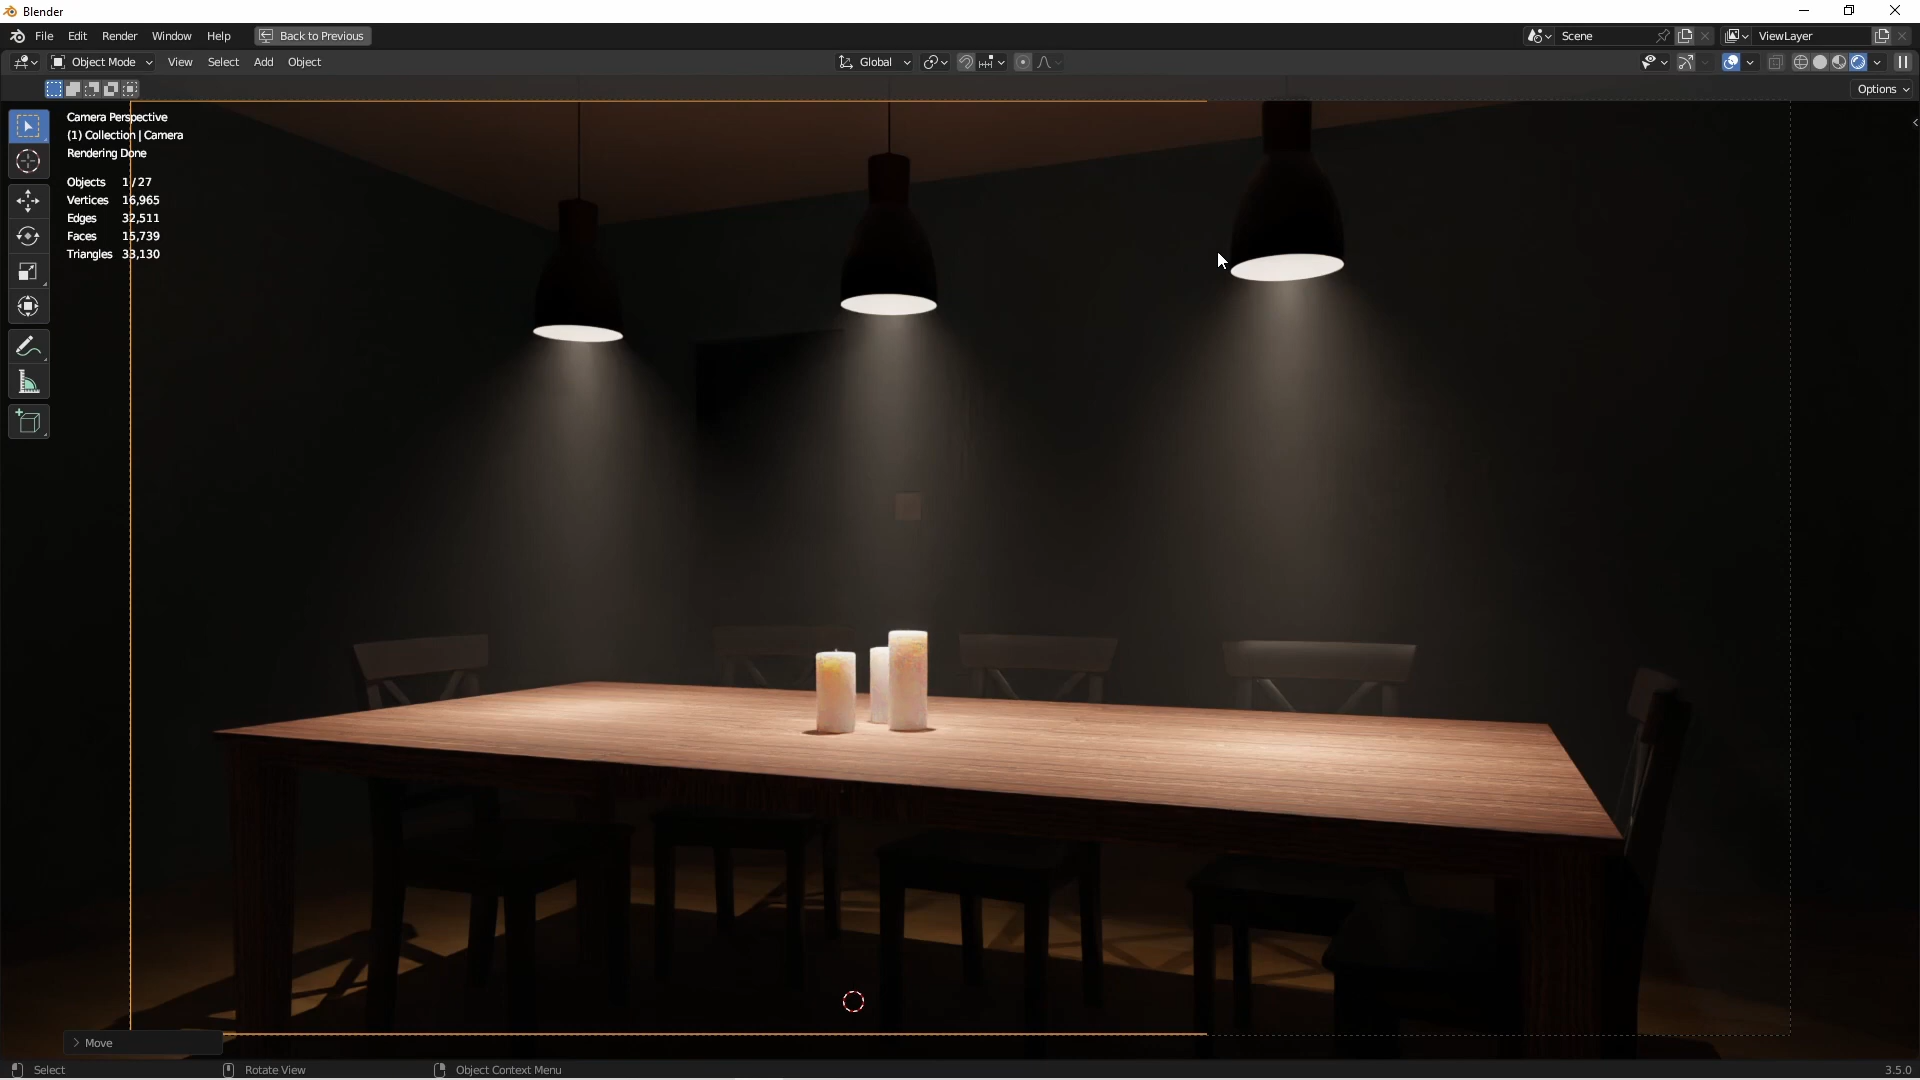 Blender
File Edit Render Window Help Back to Previous Scene ViewLayer
Object Mode View Select Add Object Global
Options
Camera Perspective
(1) Collection | Camera
Rendering Done
Objects 1/27
Vertices 16,965
Edges 32,511
Faces 15,739
Triangles 33,130
Move
Select Rotate View Object Context Menu 3.5.0